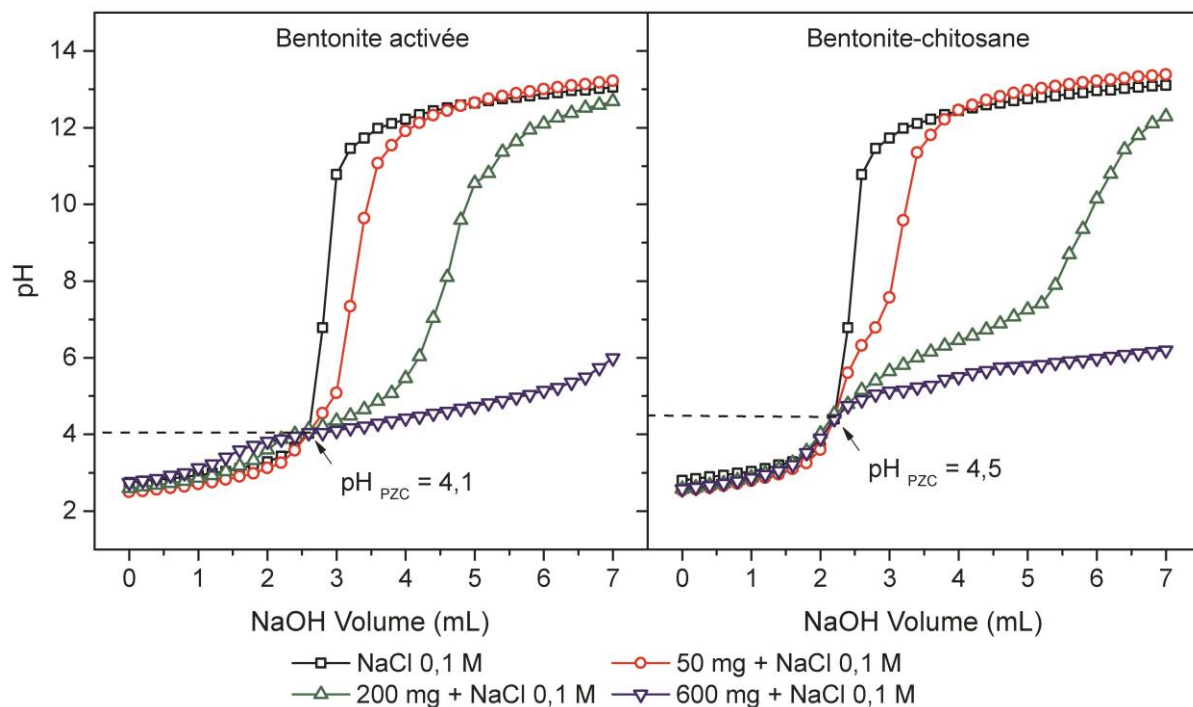 Bentonite activée
Bentonite-chitosane
14
12
10
8
6
4
2
pH
pH PZC = 4,1
pH PZC = 4,5
0 1 2 3 4 5 6 7
0 1 2 3 4 5 6 7
NaOH Volume (mL)
NaOH Volume (mL)
NaCl 0,1 M
50 mg + NaCl 0,1 M
200 mg + NaCl 0,1 M
600 mg + NaCl 0,1 M